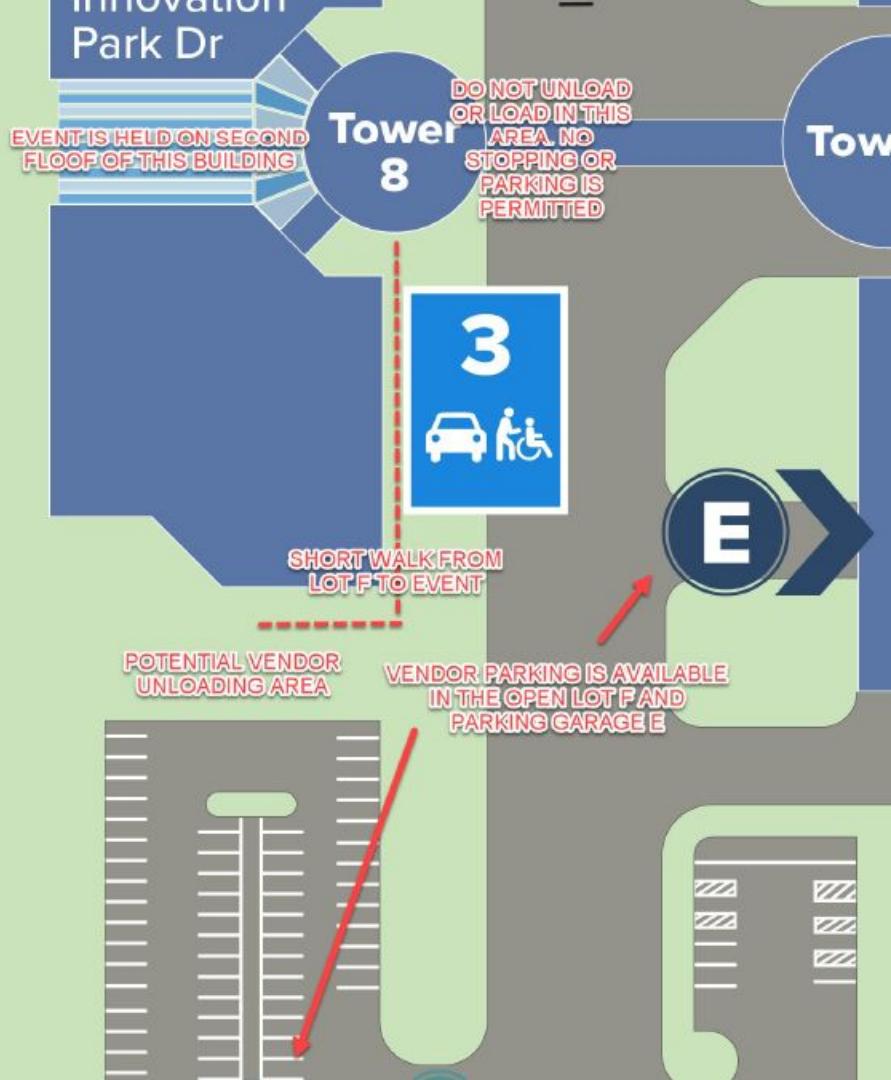 Innovation
Park Dr
EVENT IS HELD ON SECOND
FLOOF OF THIS BUILDING
Tower
8
DO NOT UNLOAD
OR LOAD IN THIS
AREA. NO
STOPPING OR
PARKING IS
PERMITTED
Tow
3
E
SHORT WALK FROM
LOT F TO EVENT
POTENTIAL VENDOR
UNLOADING AREA
VENDOR PARKING IS AVAILABLE
IN THE OPEN LOT F AND
PARKING GARAGE E